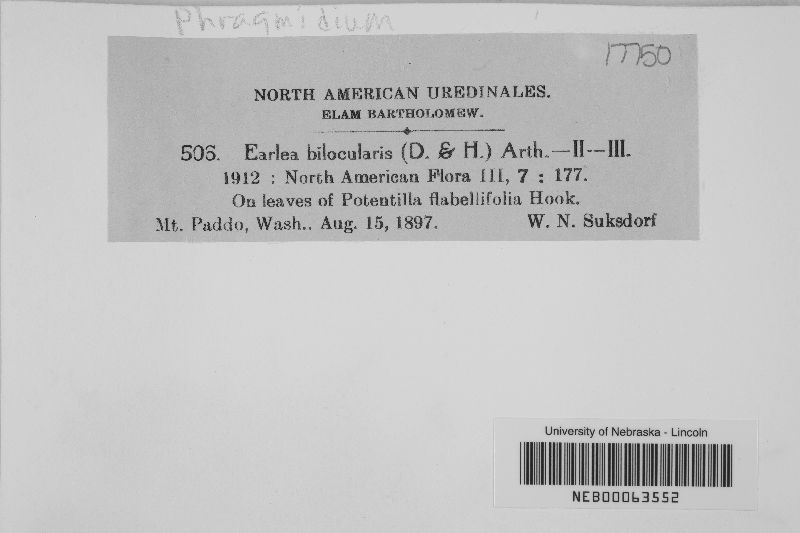 Phragmidium
17750
NORTH AMERICAN UREDINALES.
ELAM BARTHOLOMEW.
506. Earlea bilocularis (D. & H.) Arth.—II—III.
1912 : North American Flora III, 7 : 177.
On leaves of Potentilla flabellifolia Hook.
Mt. Paddo, Wash.. Aug. 15, 1897. W. N. Suksdorf
University of Nebraska - Lincoln
NEB00063552